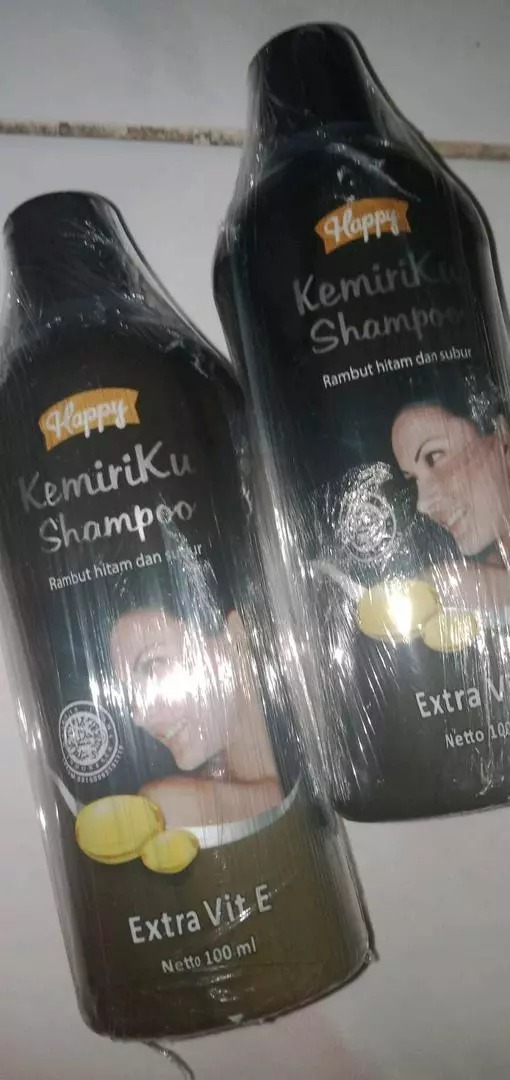 Happy
KemiriKu
Shampoo
Rambut hitam dan subur
Extra Vit E
Netto 100 ml
Happy
KemiriKu
Shampoo
Rambut hitam dan subur
Extra V
Netto 100